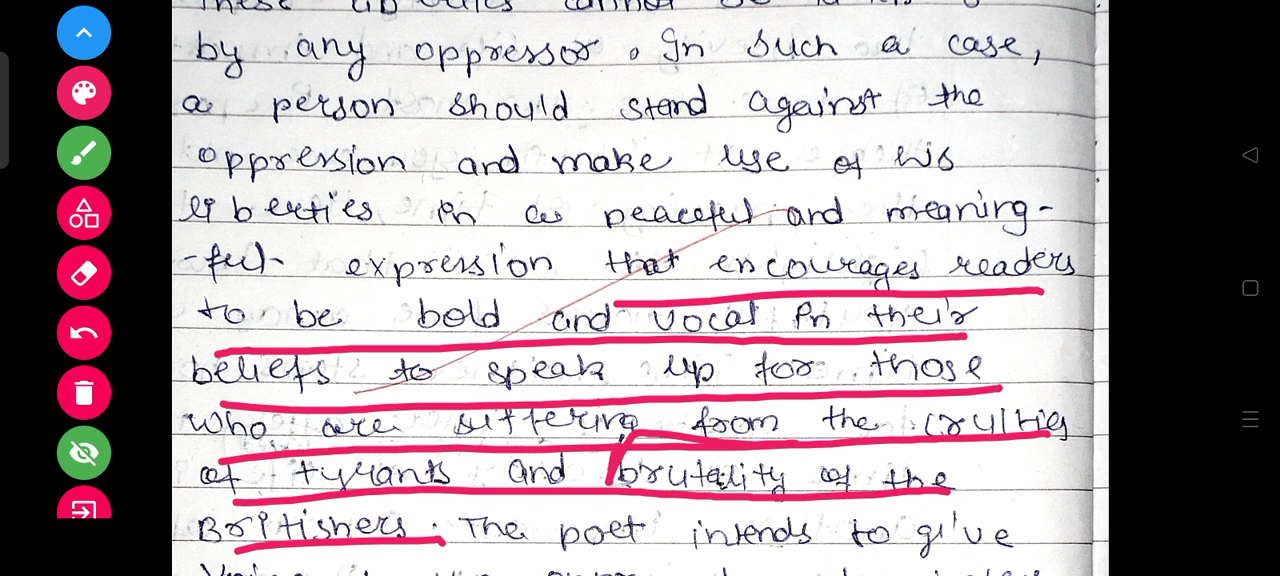 by any oppressor. In such a case,
a person should stand against the
oppression and make use of his
liberties in a peaceful and meaning-
-ful- expression that encourages readers
to be bold and vocal in their
beliefs to speak up for those
who are suffering from the crulties
of tyrants and brutality of the
Britishers. The poet intends to give